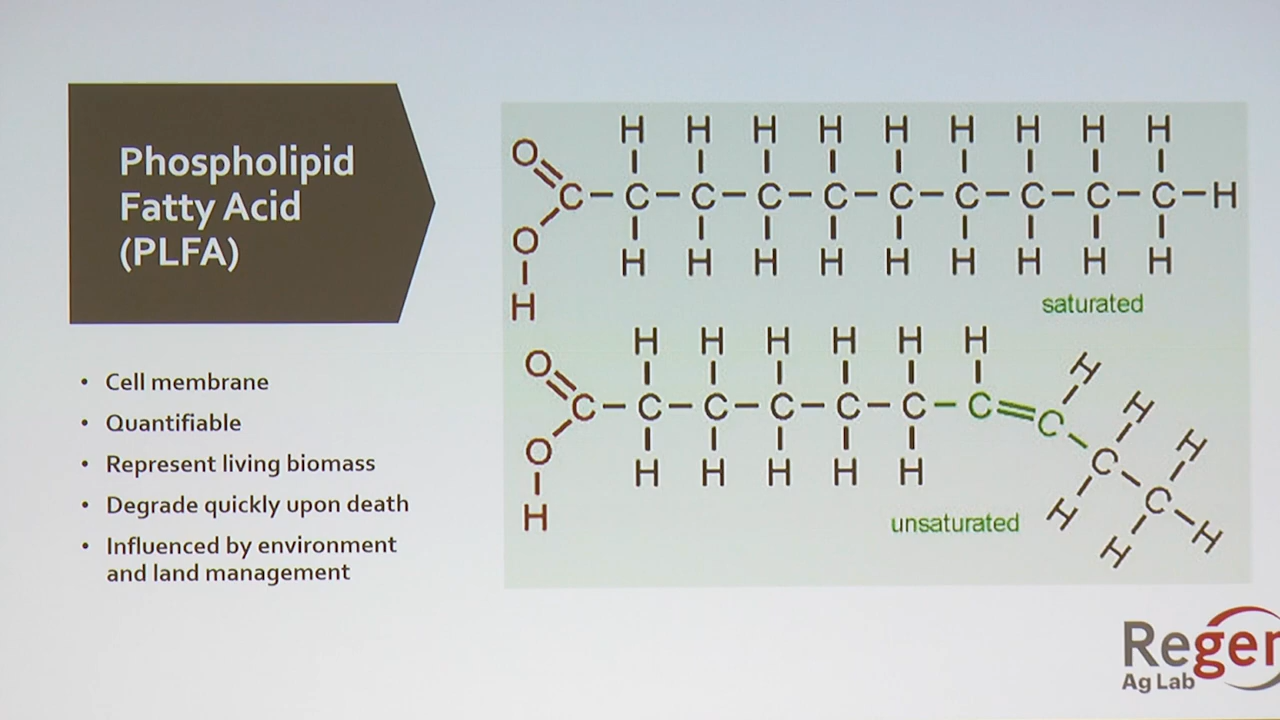 Phospholipid
Fatty Acid
(PLFA)
• Cell membrane
• Quantifiable
• Represent living biomass
• Degrade quickly upon death
• Influenced by environment
and land management
H H H H H H H H H
O
C C C C C C C C C C H
O
H H H H H H H H H
H
saturated
H H H H H H
O H
C C C C C C C C H
O C H
H H H H H C
H H
H H
unsaturated
Regen
Ag Lab